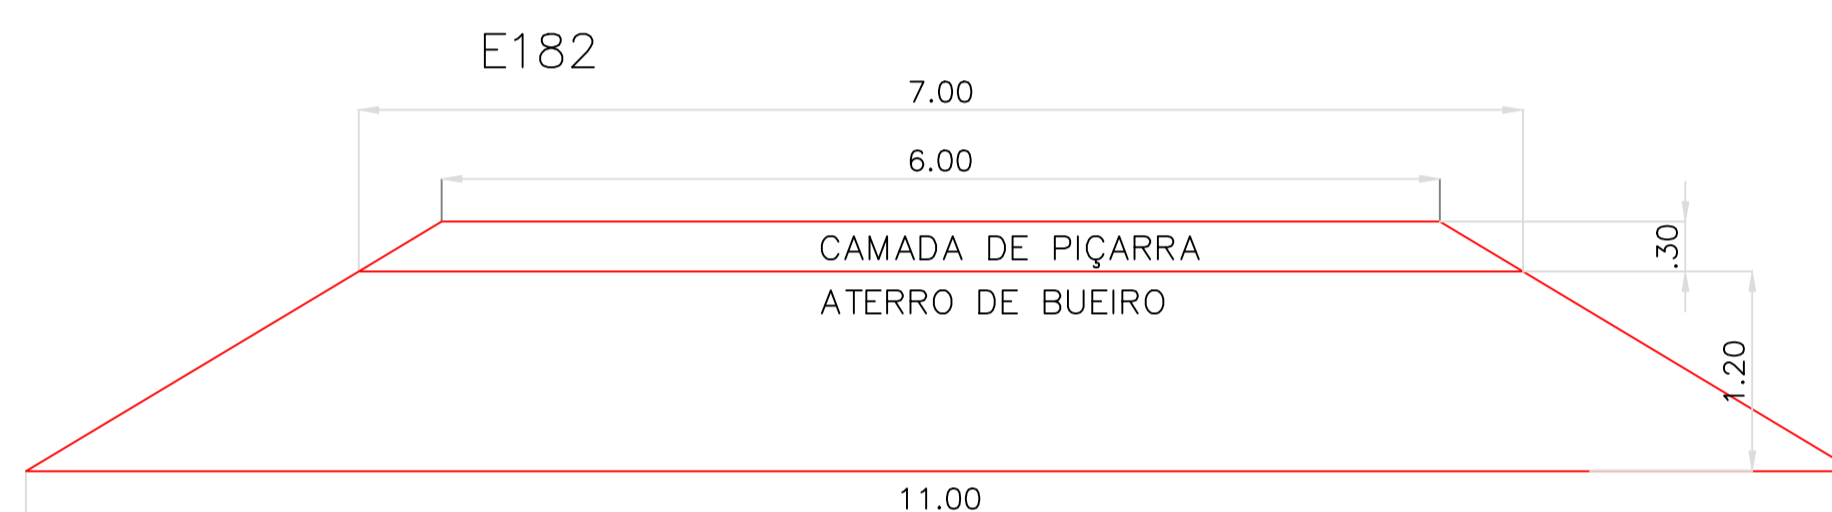 E182
7.00
6.00
CAMADA DE PIÇARRA
.30
ATERRO DE BUEIRO
1.20
11.00